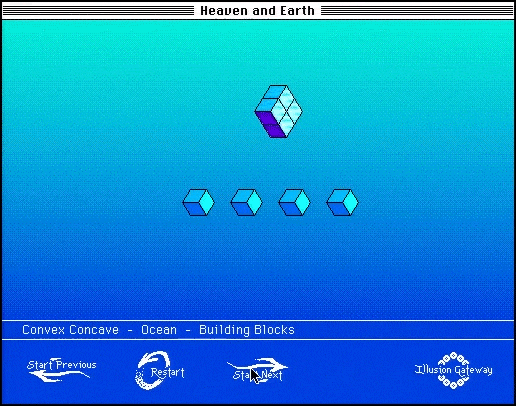 Heaven and Earth
Convex Concave - Ocean - Building Blocks
Start Previous
Restart
Start Next
Illusion Gateway